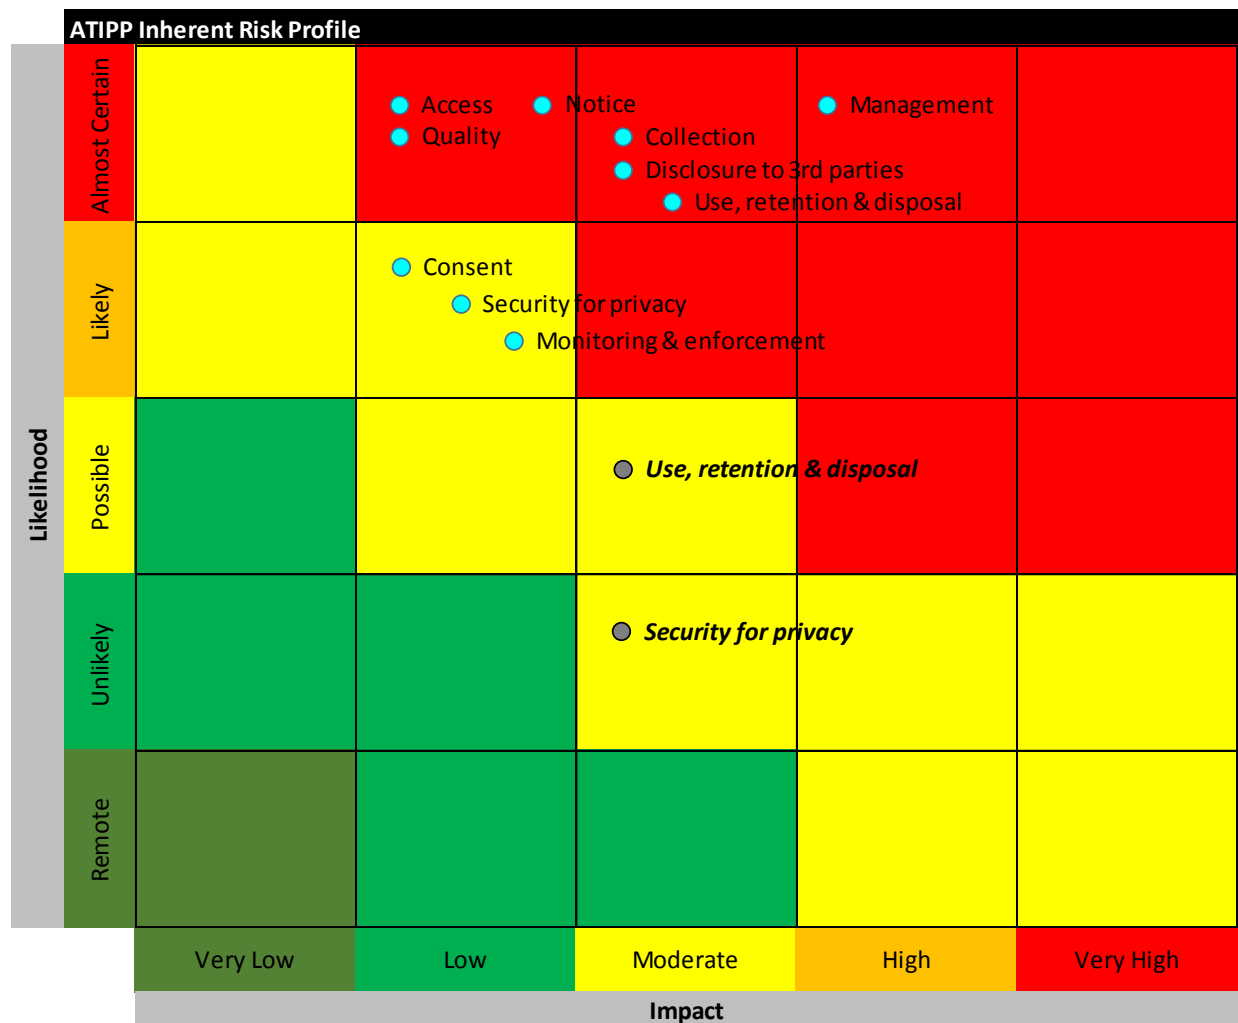 ATIPP Inherent Risk Profile
Likelihood
Almost Certain
Access
Notice
Management
Quality
Collection
Disclosure to 3rd parties
Use, retention & disposal
Likely
Consent
Security for privacy
Monitoring & enforcement
Possible
Use, retention & disposal
Unlikely
Security for privacy
Remote
Very Low
Low
Moderate
High
Very High
Impact